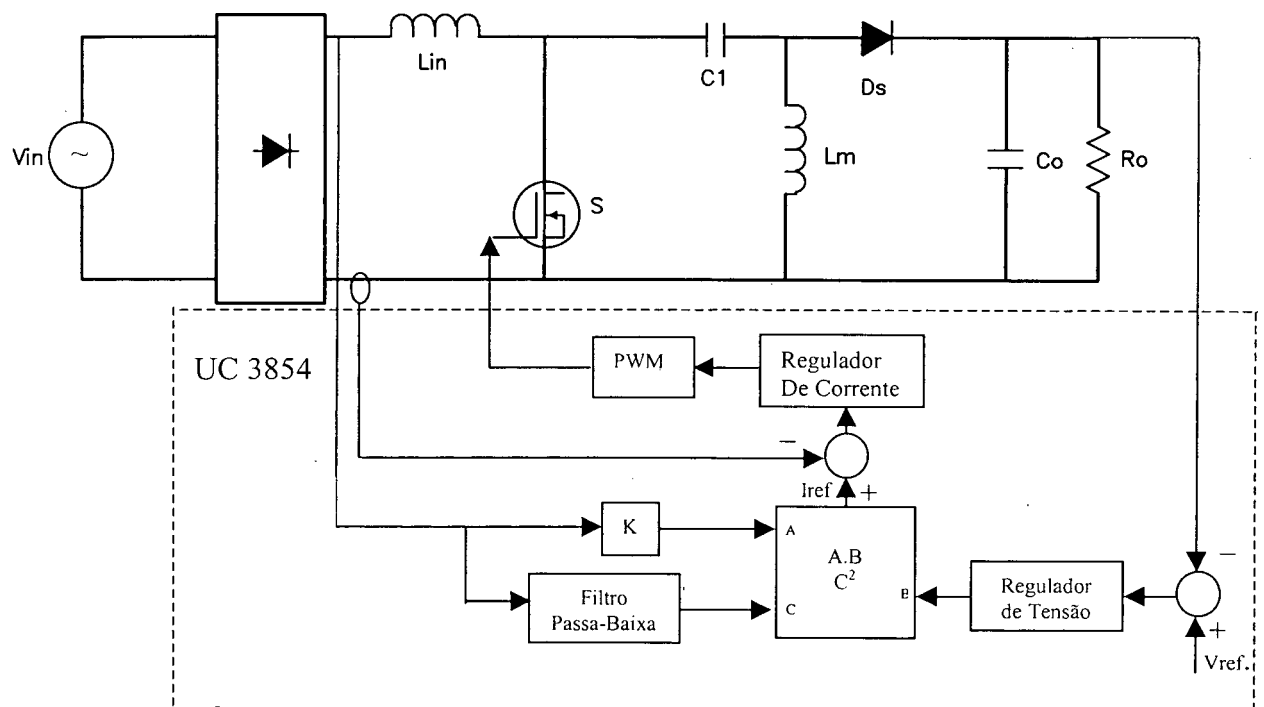 Lin
C1
Ds
Vin
~
Lm
Co
Ro
S
UC 3854
PWM
Regulador
De Corrente
−
Iref
+
K
A
A.B
C²
B
C
Filtro
Passa-Baixa
Regulador
de Tensão
−
+
Vref.